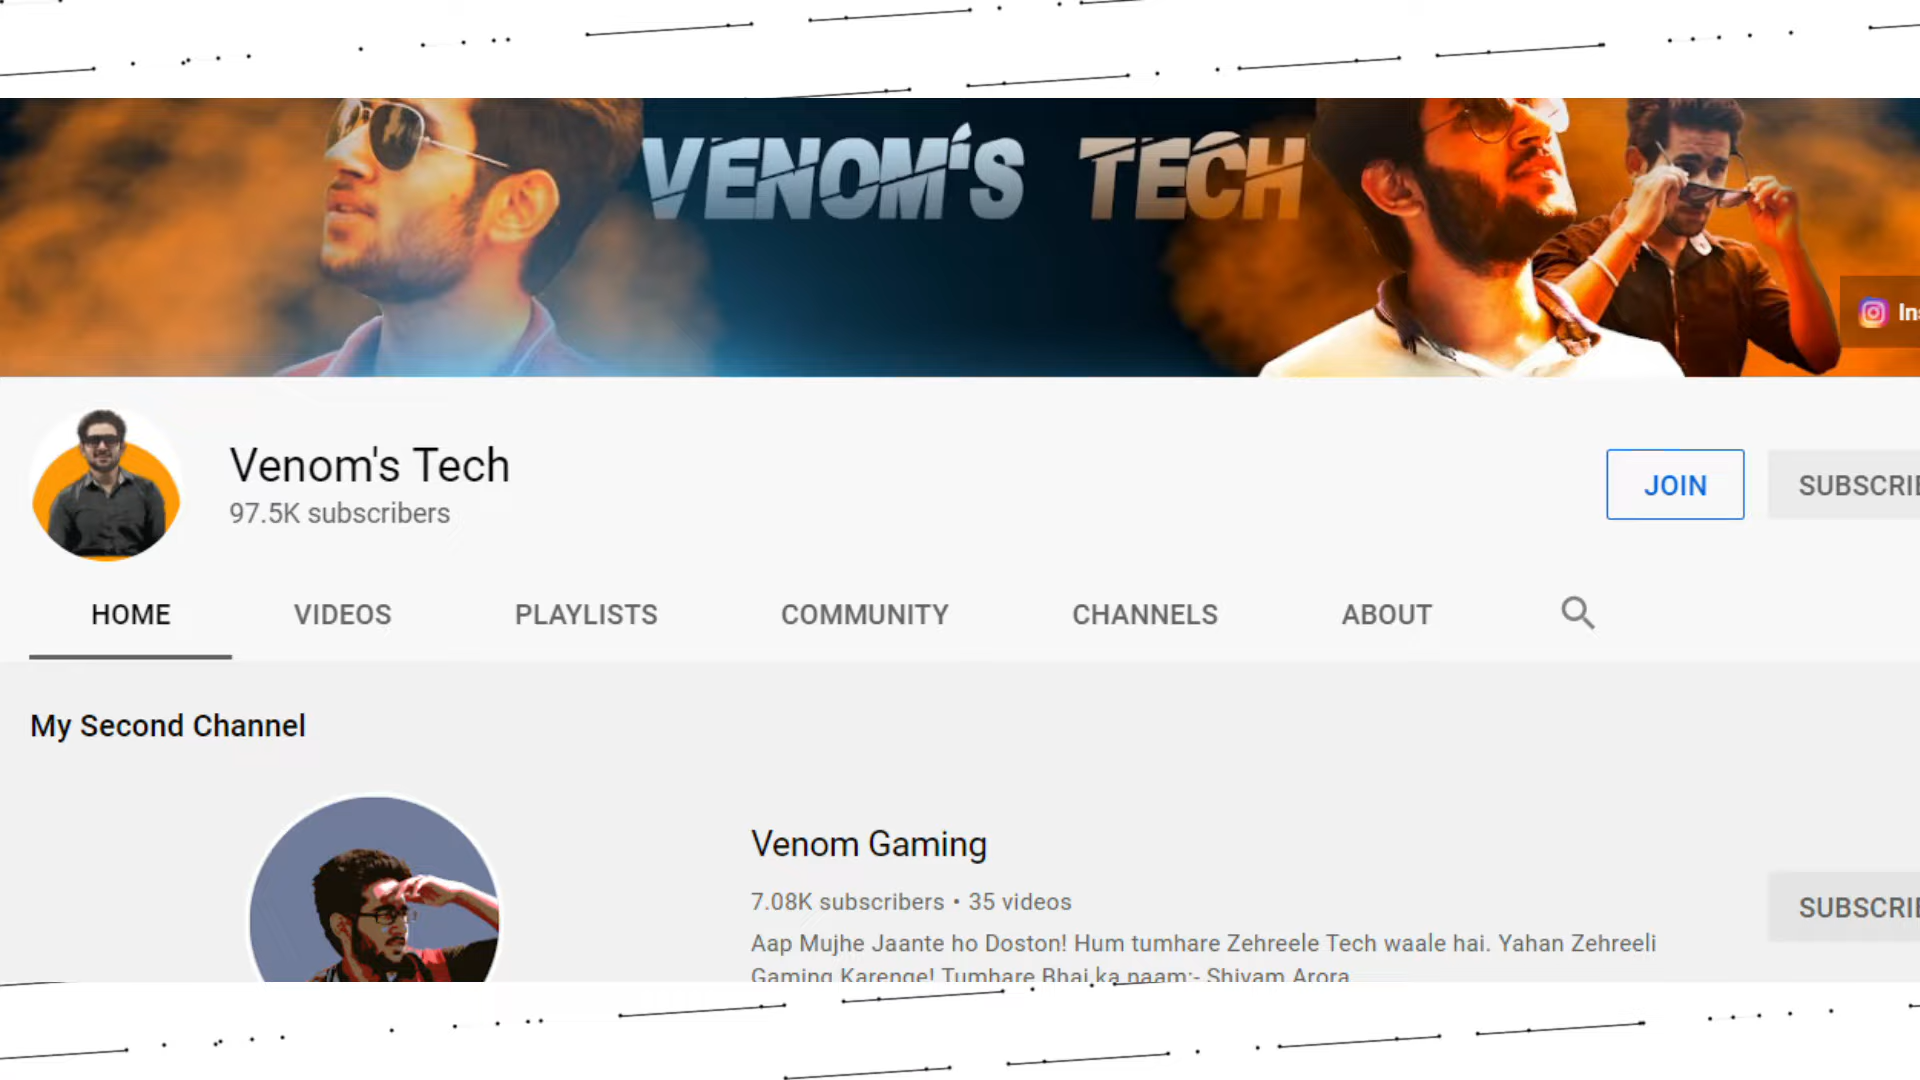 VENOM'S TECH
Venom's Tech
97.5K subscribers
JOIN
HOME VIDEOS PLAYLISTS COMMUNITY CHANNELS ABOUT
My Second Channel
Venom Gaming
7.08K subscribers • 35 videos
Aap Mujhe Jaante ho Doston! Hum tumhare Zehreele Tech waale hai. Yahan Zehreeli
Gaming Karenge! Tumhare Bhai ka naam:- Shivam Arora